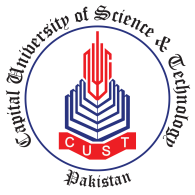 Capital University of Science & Technology
CUST
Pakistan